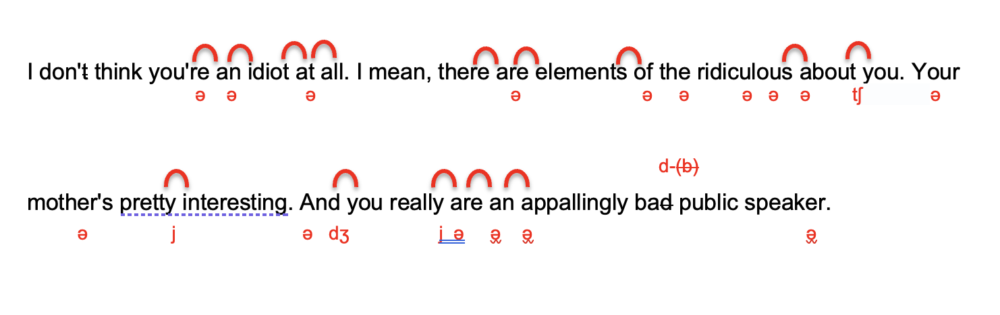 I don't think you're an idiot at all. I mean, there are elements of the ridiculous about you. Your
ə ə ə ə ə ə ə ə ə tʃ ə
d-(b)
mother's pretty interesting. And you really are an appallingly bad public speaker.
ə j ə dʒ j ə ə ə ə